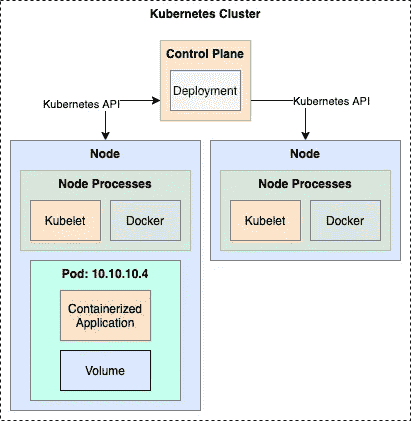 Kubernetes Cluster
Control Plane
Deployment
Kubernetes API
Kubernetes API
Node
Node Processes
Kubelet
Docker
Pod: 10.10.10.4
Containerized
Application
Volume
Node
Node Processes
Kubelet
Docker